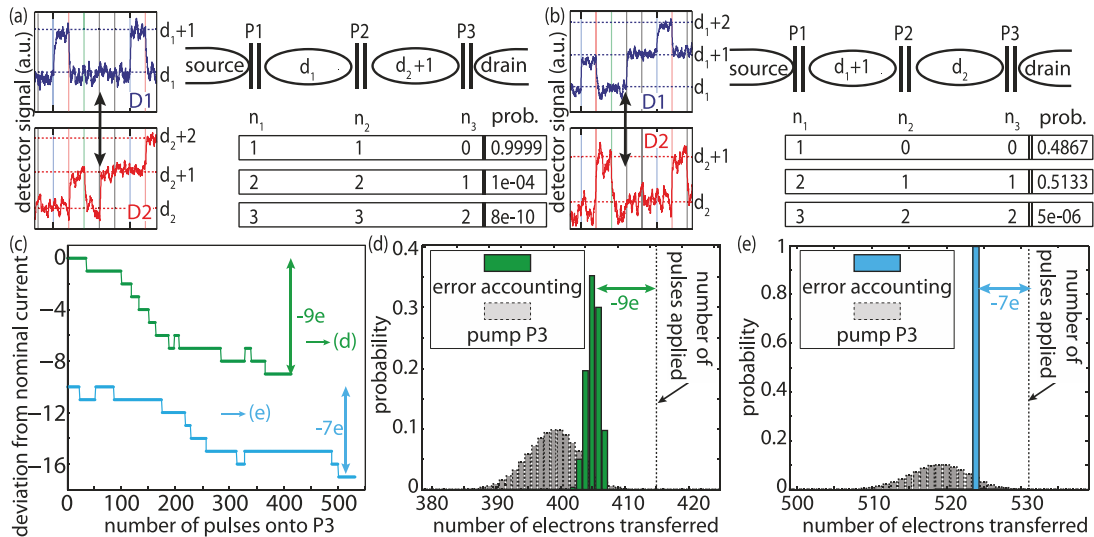 (a)
detector signal (a.u.)
d₁+1
d₁
D1
d₂+2
d₂+1
d₂
D2
P1 P2 P3
source d₁ d₂+1 drain
n₁ n₂ n₃ prob.
1 1 0 0.9999
2 2 1 1e-04
3 3 2 8e-10
(b)
detector signal (a.u.)
d₁+2
d₁+1
d₁
D1
D2
d₂+1
d₂
P1 P2 P3
source d₁+1 d₂ drain
n₁ n₂ n₃ prob.
1 0 0 0.4867
2 1 1 0.5133
3 2 2 5e-06
(c)
deviation from nominal current
0
−4
−8
−12
−16
-9e
(d)
(e)
-7e
0 100 200 300 400 500
number of pulses onto P3
(d)
probability
0.4
0.3
0.2
0.1
0
error accounting
pump P3
-9e
number of
pulses applied
380 390 400 410 420
number of electrons transferred
(e)
probability
1
0.8
0.6
0.4
0.2
0
error accounting
pump P3
-7e
number of
pulses applied
500 510 520 530
number of electrons transferred